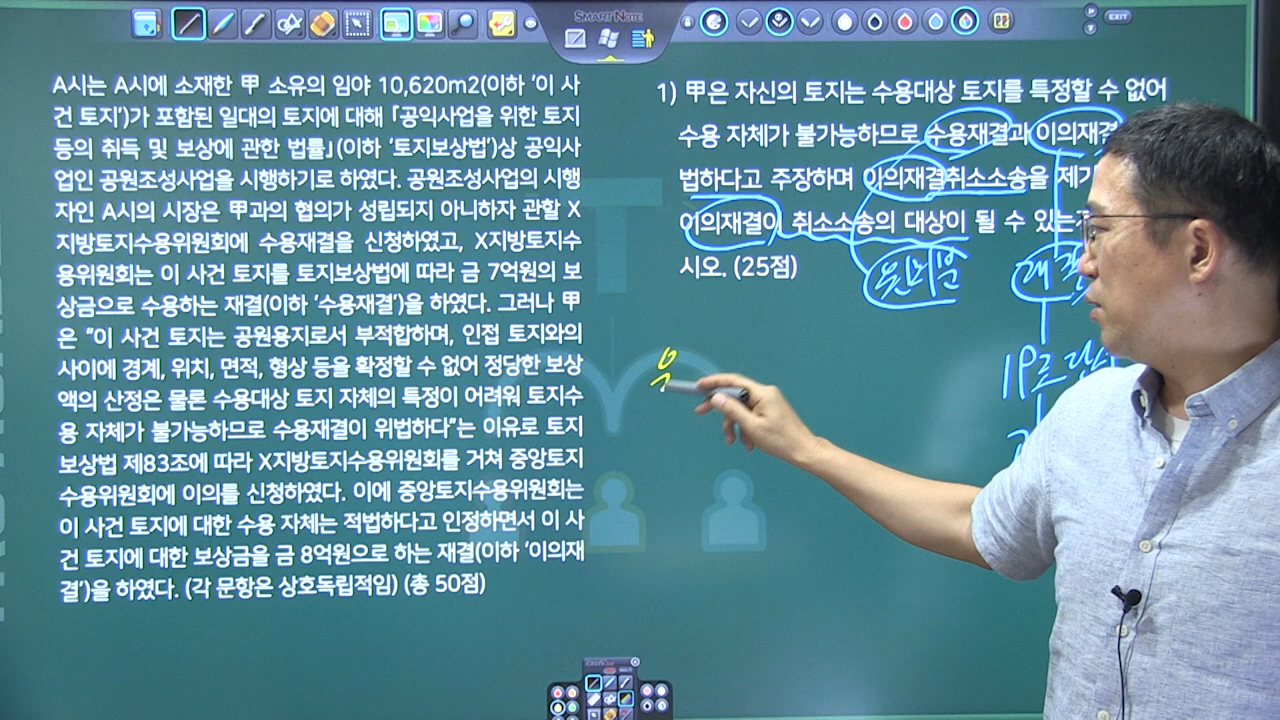 SMART NOTE
EXIT
A시는 A시에 소재한 甲 소유의 임야 10,620m2(이하 '이 사
건 토지')가 포함된 일대의 토지에 대해 「공익사업을 위한 토지
등의 취득 및 보상에 관한 법률」(이하 '토지보상법')상 공익사
업인 공원조성사업을 시행하기로 하였다. 공원조성사업의 시행
자인 A시의 시장은 甲과의 협의가 성립되지 아니하자 관할 X
지방토지수용위원회에 수용재결을 신청하였고, X지방토지수
용위원회는 이 사건 토지를 토지보상법에 따라 금 7억원의 보
상금으로 수용하는 재결(이하 '수용재결')을 하였다. 그러나 甲
은 "이 사건 토지는 공원용지로서 부적합하며, 인접 토지와의
사이에 경계, 위치, 면적, 형상 등을 확정할 수 없어 정당한 보상
액의 산정은 물론 수용대상 토지 자체의 특정이 어려워 토지수
용 자체가 불가능하므로 수용재결이 위법하다"는 이유로 토지
보상법 제83조에 따라 X지방토지수용위원회를 거쳐 중앙토지
수용위원회에 이의를 신청하였다. 이에 중앙토지수용위원회는
이 사건 토지에 대한 수용 자체는 적법하다고 인정하면서 이 사
건 토지에 대한 보상금을 금 8억원으로 하는 재결(이하 '이의재
결')을 하였다. (각 문항은 상호독립적임) (총 50점)
1) 甲은 자신의 토지는 수용대상 토지를 특정할 수 없어
수용 자체가 불가능하므로 수용재결과 이의재결
법하다고 주장하며 이의재결취소소송을 제기
이의재결이 취소소송의 대상이 될 수 있는지
시오. (25점)
원처분
재결